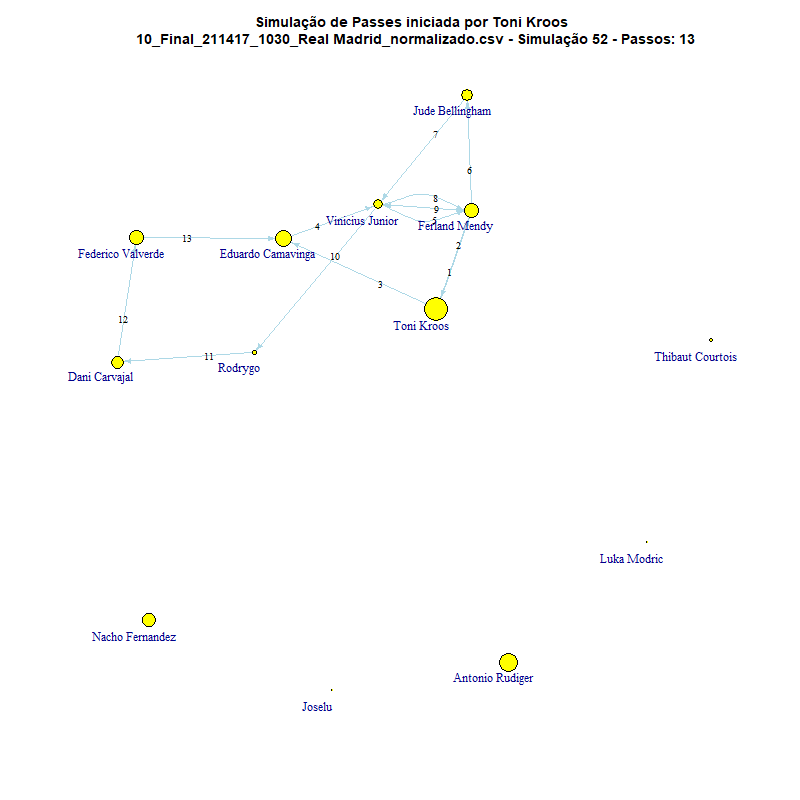 Simulação de Passes iniciada por Toni Kroos
10_Final_211417_1030_Real Madrid_normalizado.csv - Simulação 52 - Passos: 13
Jude Bellingham
7
6
8
9
5
Vinicius Junior
Ferland Mendy
4
13
2
Federico Valverde
Eduardo Camavinga
10
1
3
12
Toni Kroos
11
Thibaut Courtois
Rodrygo
Dani Carvajal
Luka Modric
Nacho Fernandez
Antonio Rudiger
Joselu